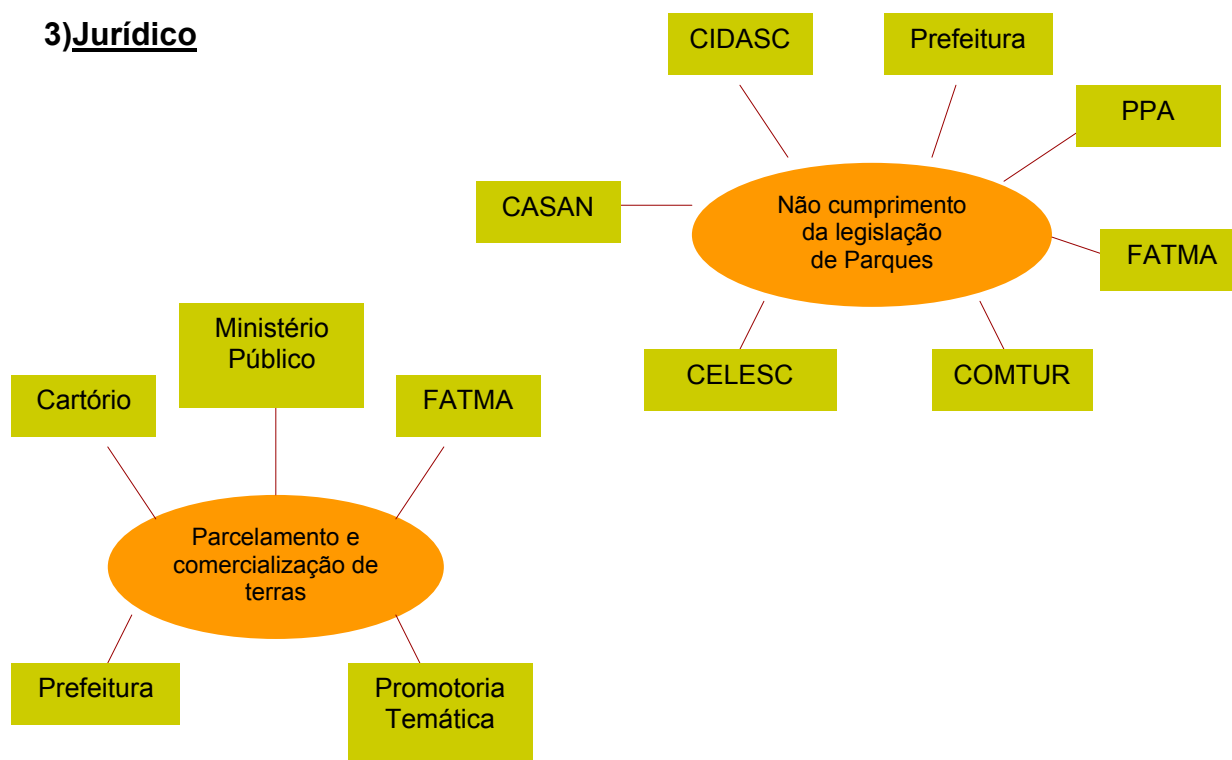 3)Jurídico
CIDASC
Prefeitura
PPA
CASAN
Não cumprimento
da legislação
de Parques
FATMA
CELESC
COMTUR
Ministério
Público
Cartório
FATMA
Parcelamento e
comercialização de
terras
Prefeitura
Promotoria
Temática